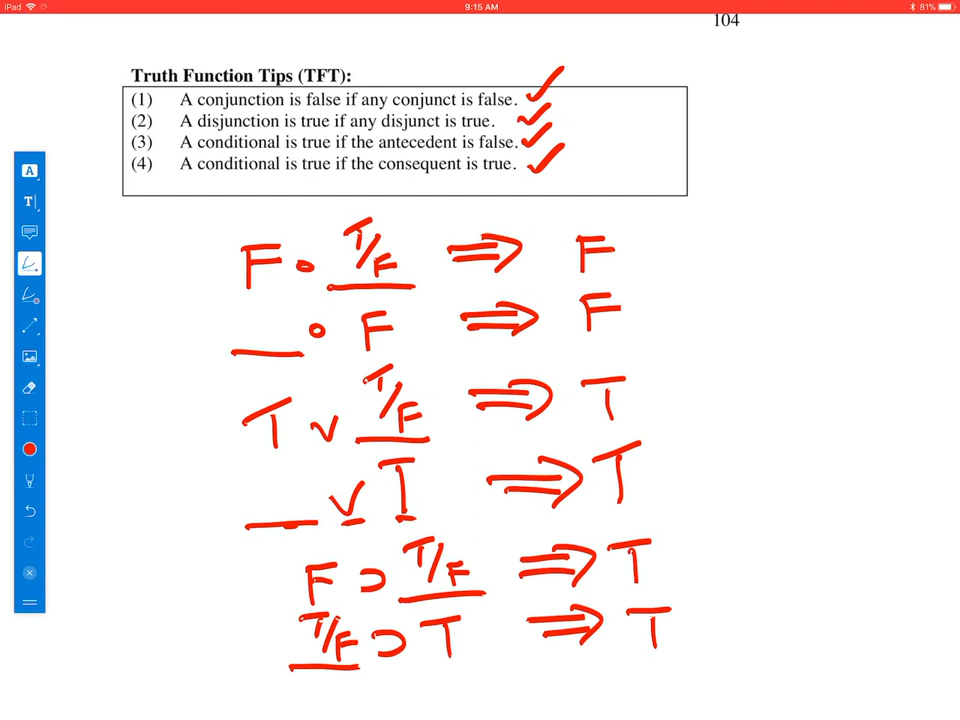 iPad 9:15 AM 81%
104
Truth Function Tips (TFT):
(1) A conjunction is false if any conjunct is false. ✓
(2) A disjunction is true if any disjunct is true. ✓
(3) A conditional is true if the antecedent is false. ✓
(4) A conditional is true if the consequent is true. ✓
A
T
F • T/F ⇒ F
__ • F ⇒ F
T v T/F ⇒ T
__ v T ⇒ T
F ⊃ T/F ⇒ T
T/F ⊃ T ⇒ T